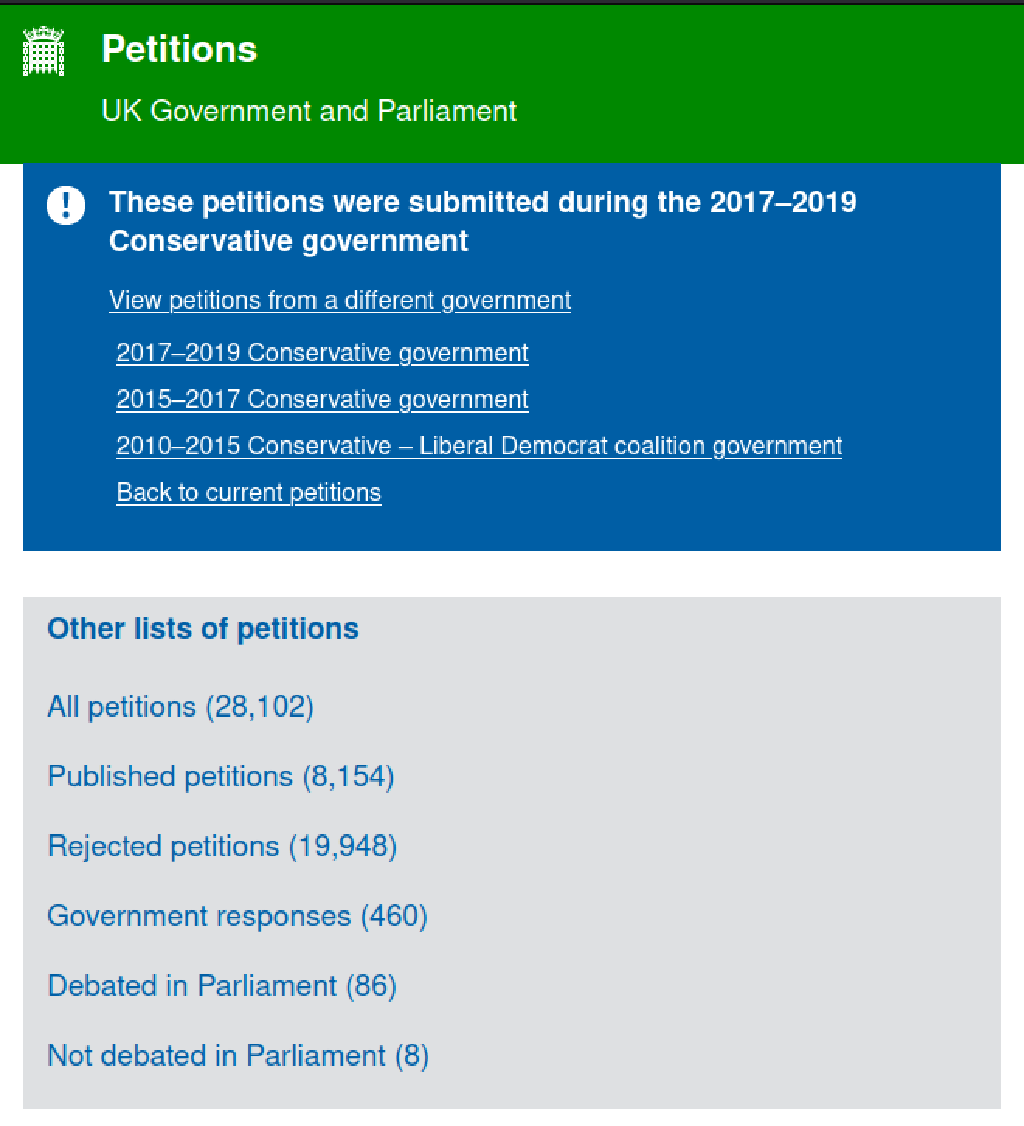 Petitions
UK Government and Parliament
These petitions were submitted during the 2017–2019
Conservative government
View petitions from a different government
2017–2019 Conservative government
2015–2017 Conservative government
2010–2015 Conservative – Liberal Democrat coalition government
Back to current petitions
Other lists of petitions
All petitions (28,102)
Published petitions (8,154)
Rejected petitions (19,948)
Government responses (460)
Debated in Parliament (86)
Not debated in Parliament (8)